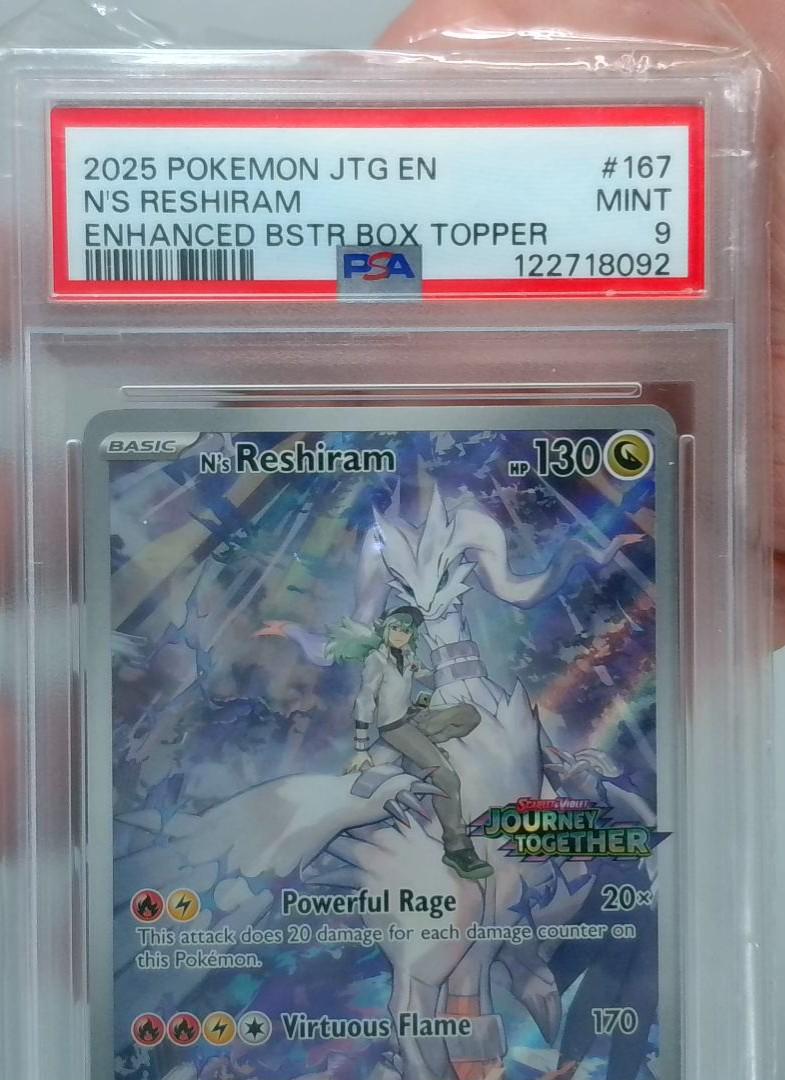 2025 POKEMON JTG EN #167
N'S RESHIRAM MINT
ENHANCED BSTR BOX TOPPER 9
PSA 122718092
BASIC N's Reshiram HP 130
SCARLET & VIOLET
JOURNEY
TOGETHER
Powerful Rage 20×
This attack does 20 damage for each damage counter on
this Pokémon.
Virtuous Flame 170